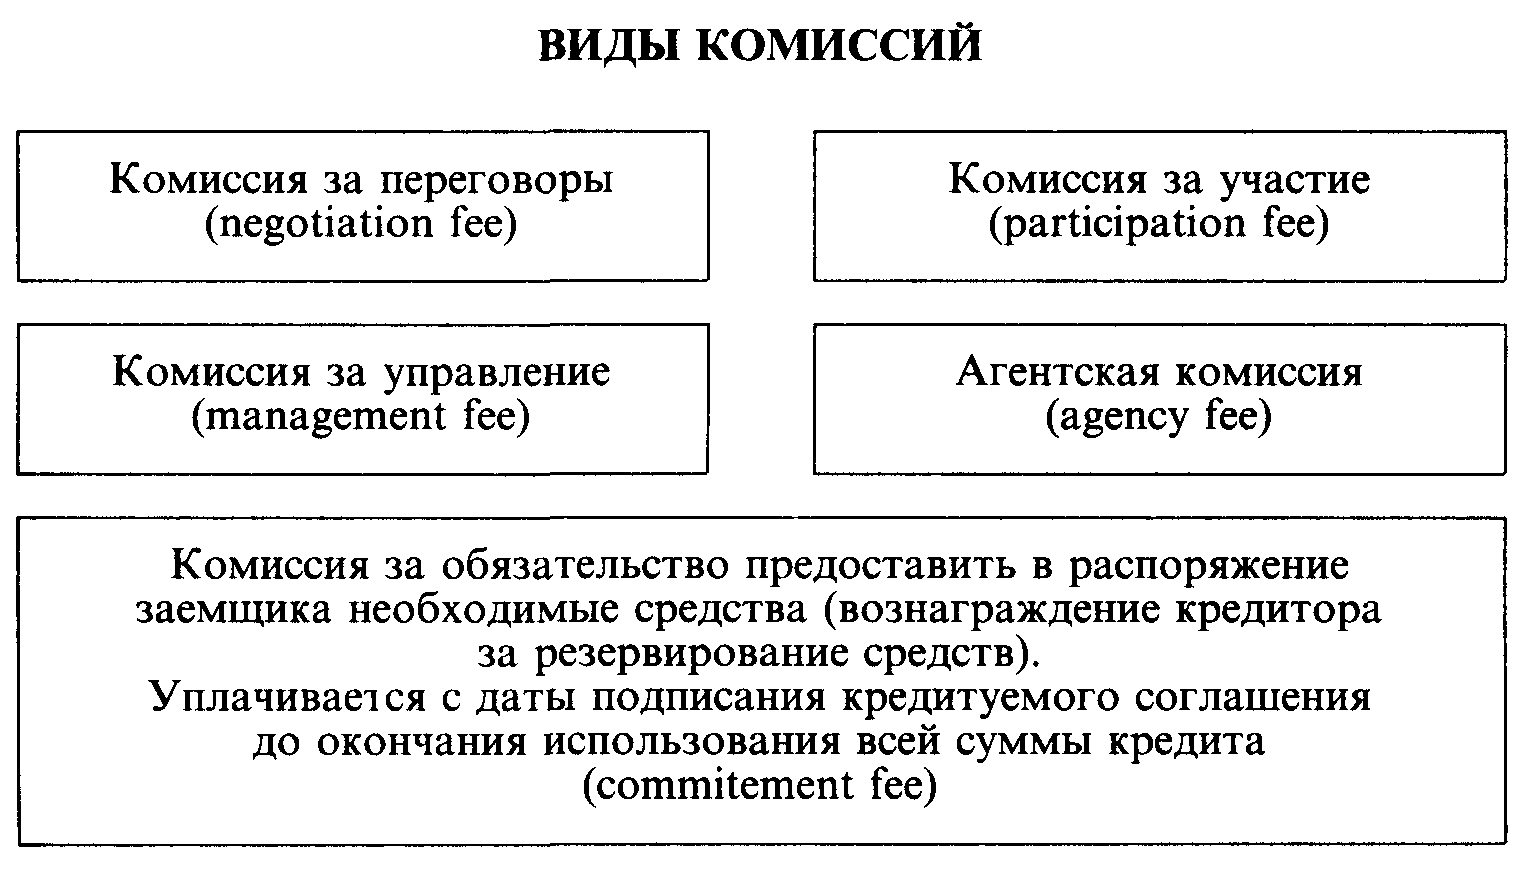 ВИДЫ КОМИССИЙ
Комиссия за переговоры
(negotiation fee)
Комиссия за участие
(participation fee)
Комиссия за управление
(management fee)
Агентская комиссия
(agency fee)
Комиссия за обязательство предоставить в распоряжение
заемщика необходимые средства (вознаграждение кредитора
за резервирование средств).
Уплачивается с даты подписания кредитуемого соглашения
до окончания использования всей суммы кредита
(commitement fee)